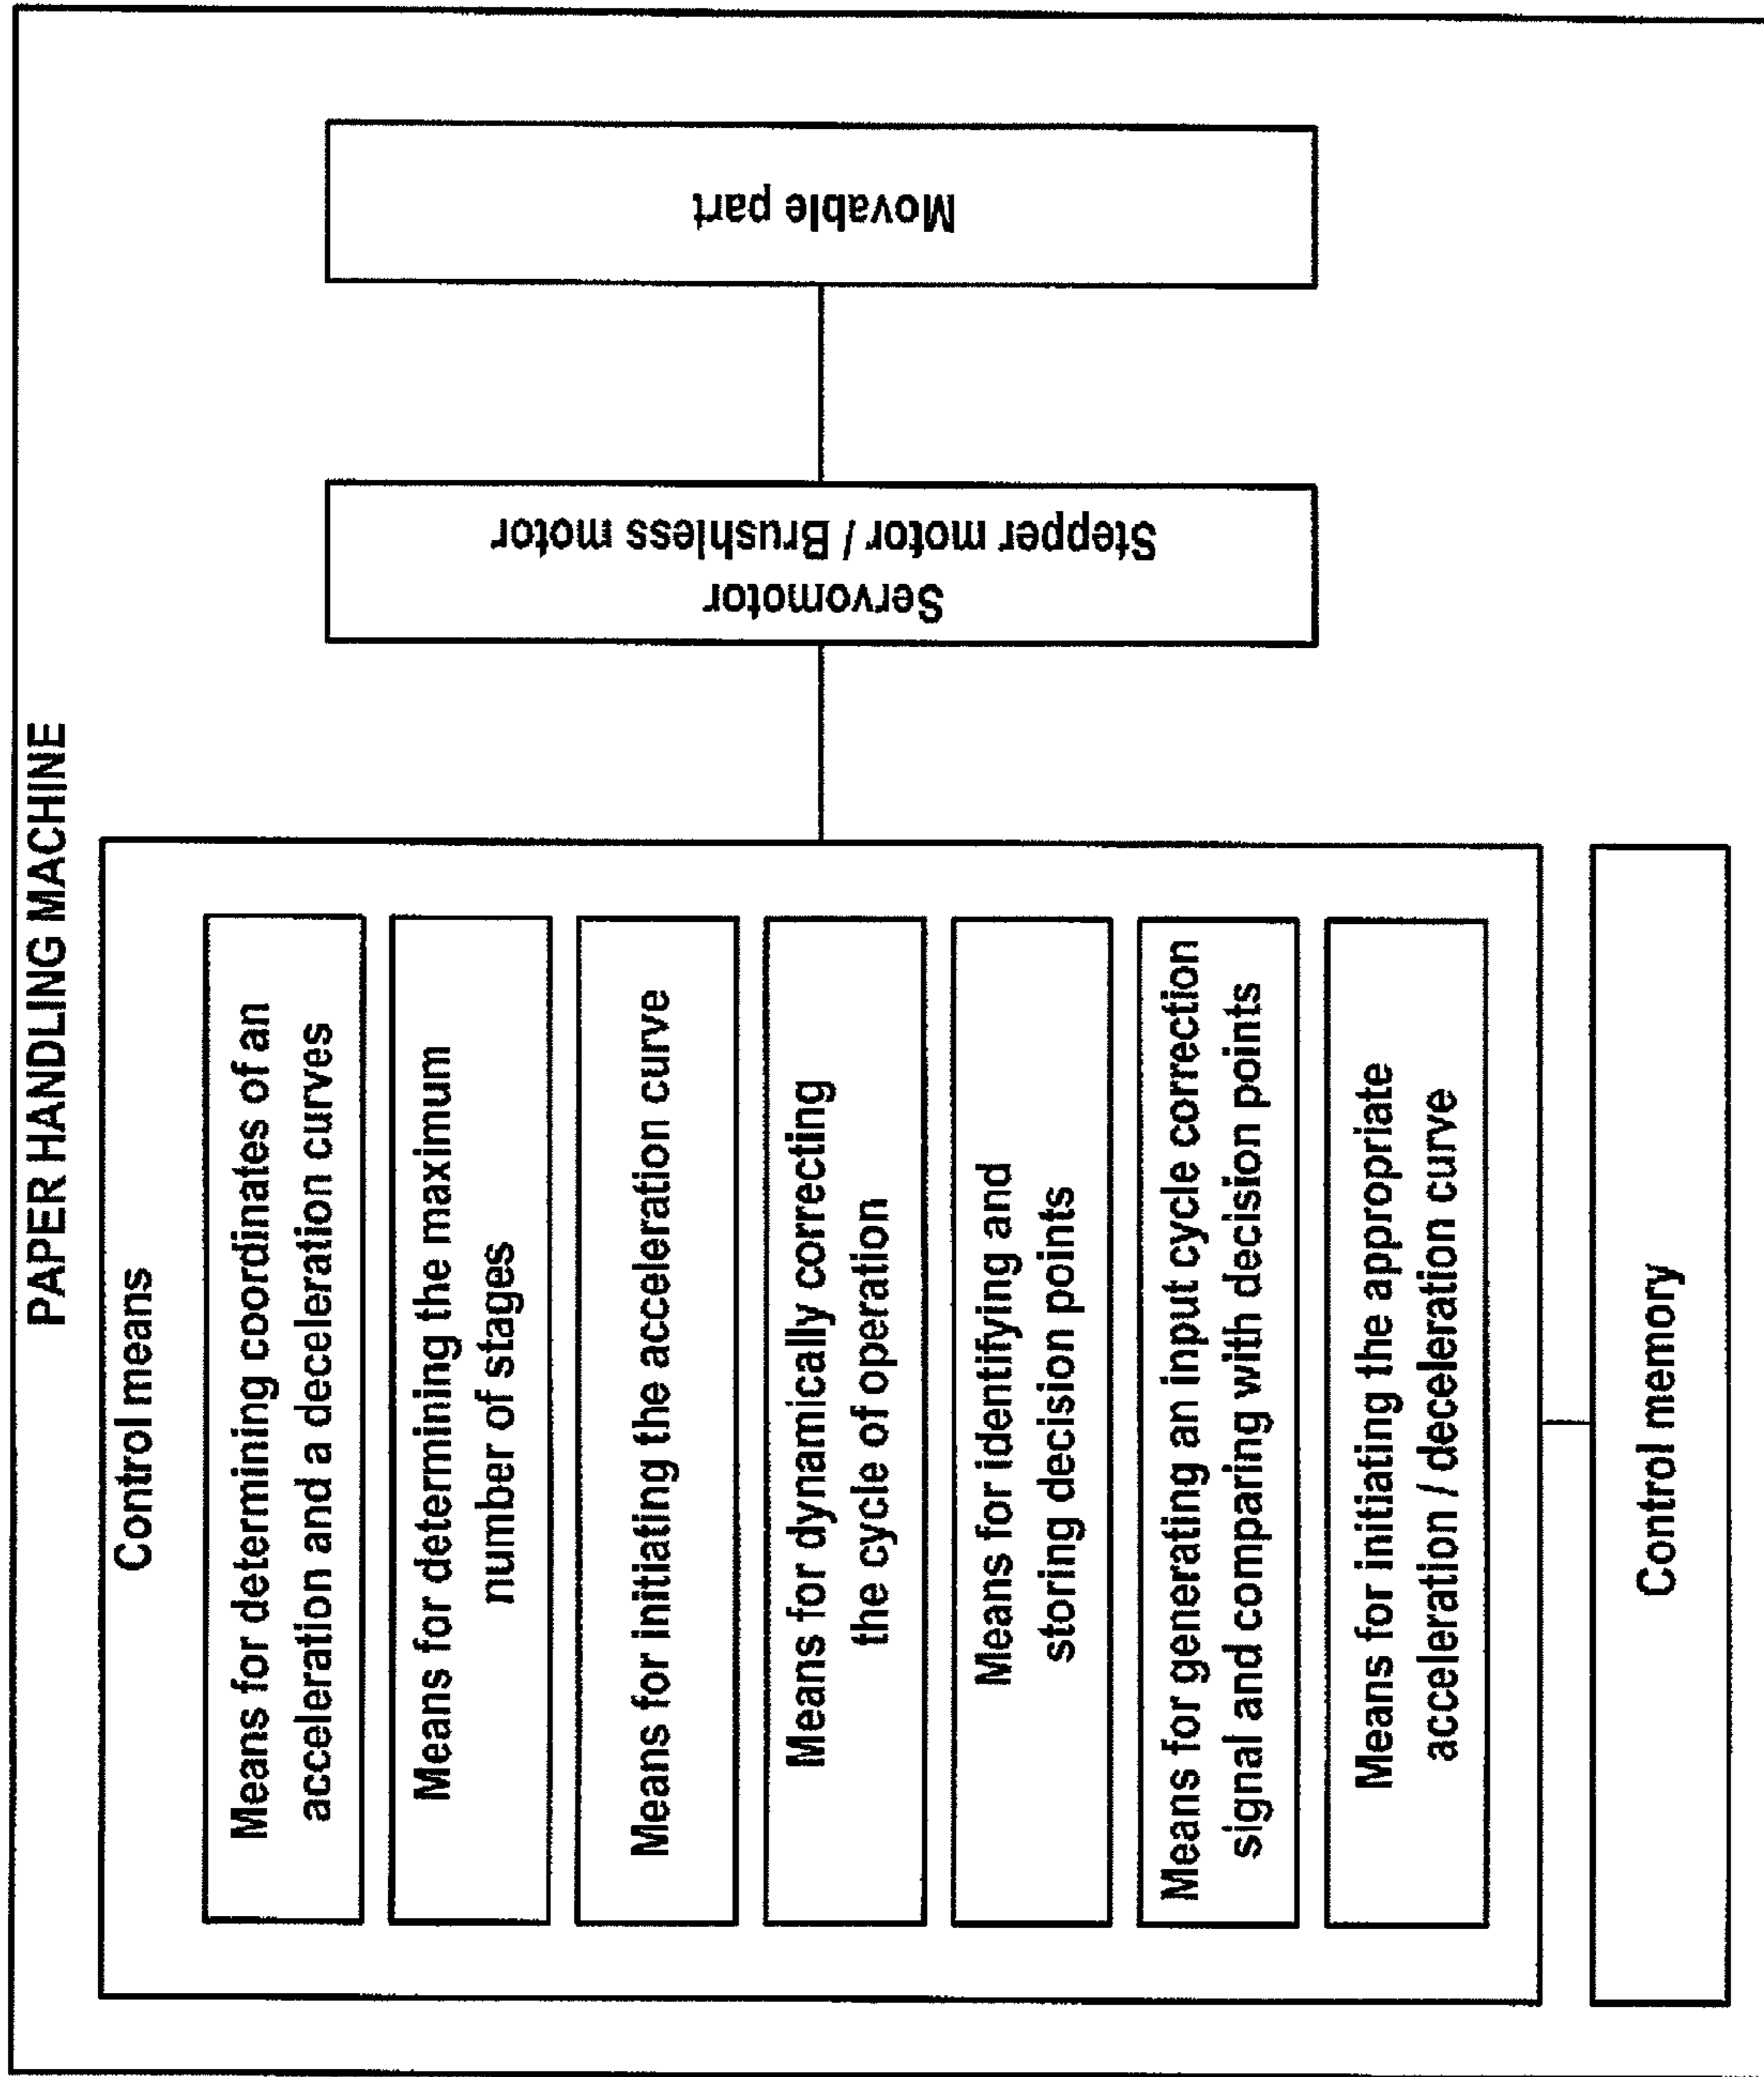 PAPER HANDLING MACHINE
Control means
Means for determining coordinates of an
acceleration and a deceleration curves
Means for determining the maximum
number of stages
Means for initiating the acceleration curve
Means for dynamically correcting
the cycle of operation
Means for identifying and
storing decision points
Means for generating an input cycle correction
signal and comparing with decision points
Means for initiating the appropriate
acceleration / deceleration curve
Control memory
Servomotor
Stepper motor / Brushless motor
Movable part